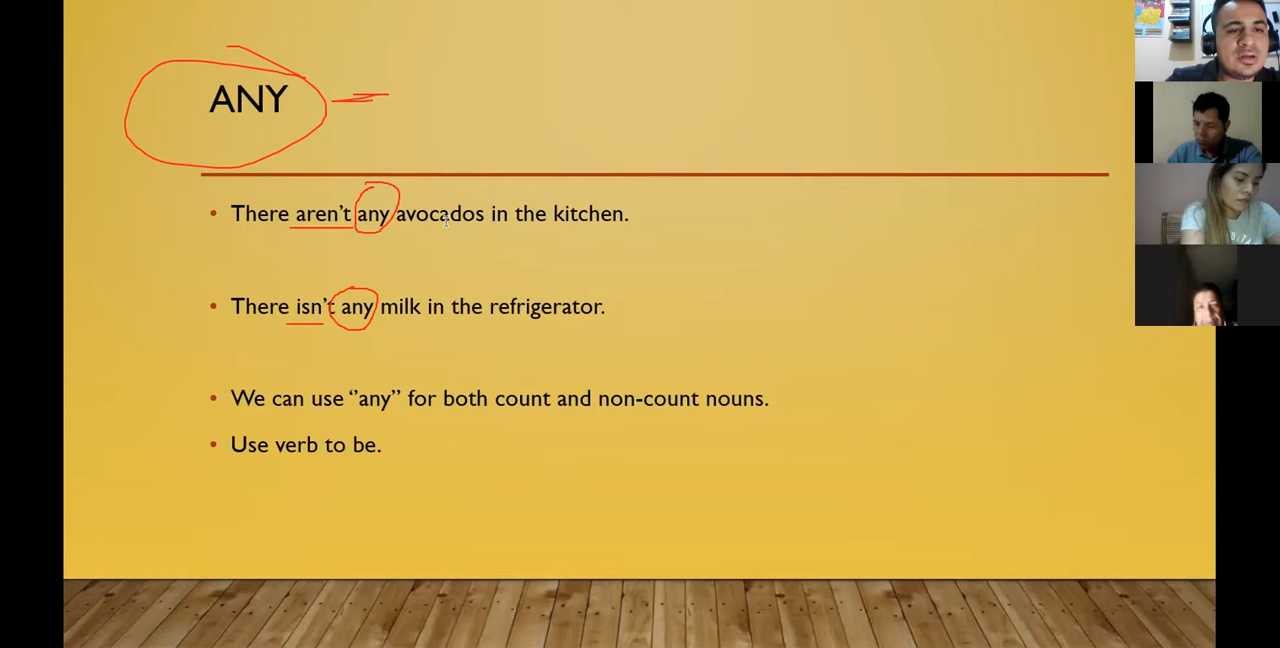 ANY
• There aren't any avocados in the kitchen.
• There isn't any milk in the refrigerator.
• We can use “any” for both count and non-count nouns.
• Use verb to be.